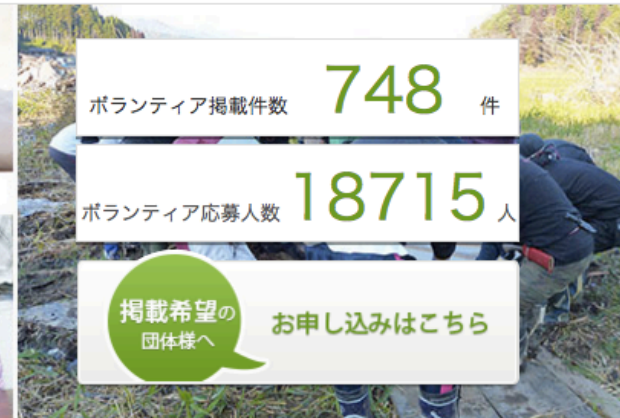 ボランティア掲載件数 748 件
ボランティア応募人数 18715 人
掲載希望の
団体様へ
お申し込みはこちら